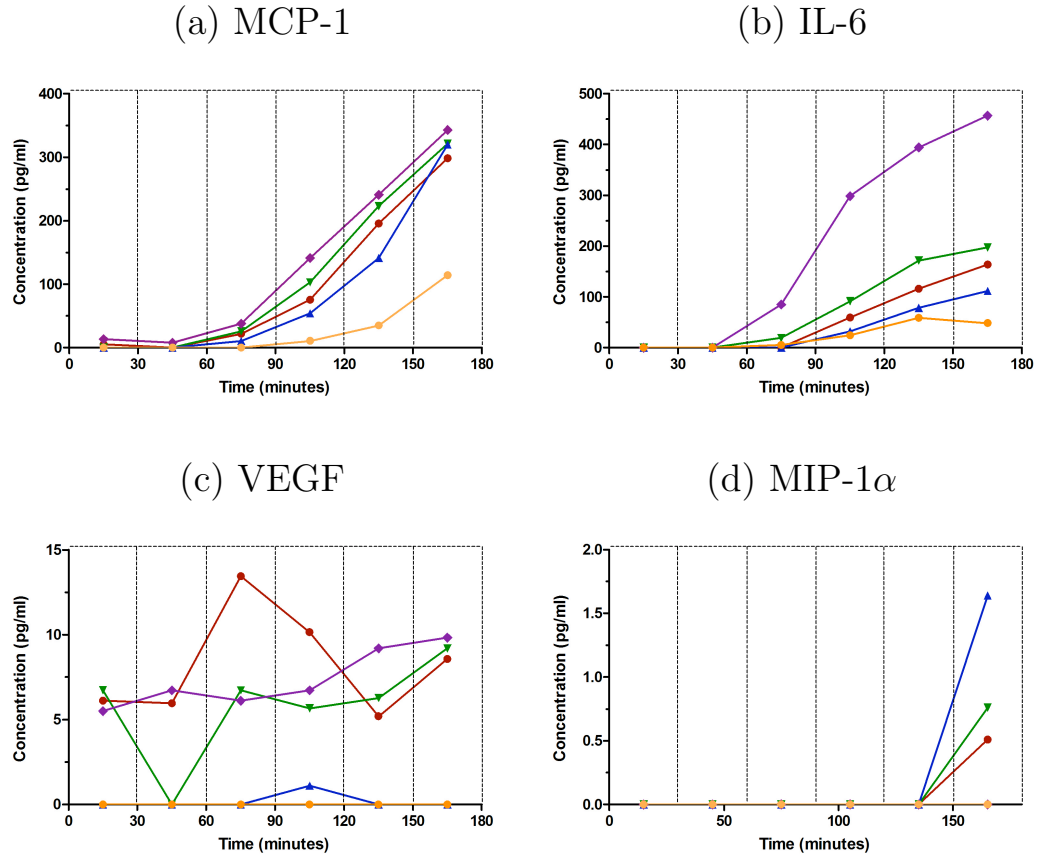 (a) MCP-1
(b) IL-6
400
300
200
100
0
0 30 60 90 120 150 180
Concentration (pg/ml)
Time (minutes)
500
400
300
200
100
0
0 30 60 90 120 150 180
Concentration (pg/ml)
Time (minutes)
(c) VEGF
(d) MIP-1α
15
10
5
0
0 30 60 90 120 150 180
Concentration (pg/ml)
Time (minutes)
2.0
1.5
1.0
0.5
0.0
0 50 100 150
Concentration (pg/ml)
Time (minutes)